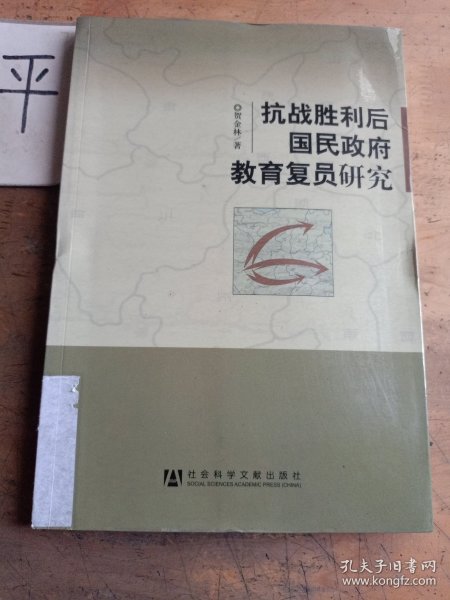 平
抗战胜利后
国民政府
教育复员研究
◎贺金林/著
社会科学文献出版社
SOCIAL SCIENCES ACADEMIC PRESS (CHINA)
孔夫子旧书网
www.kongfz.com